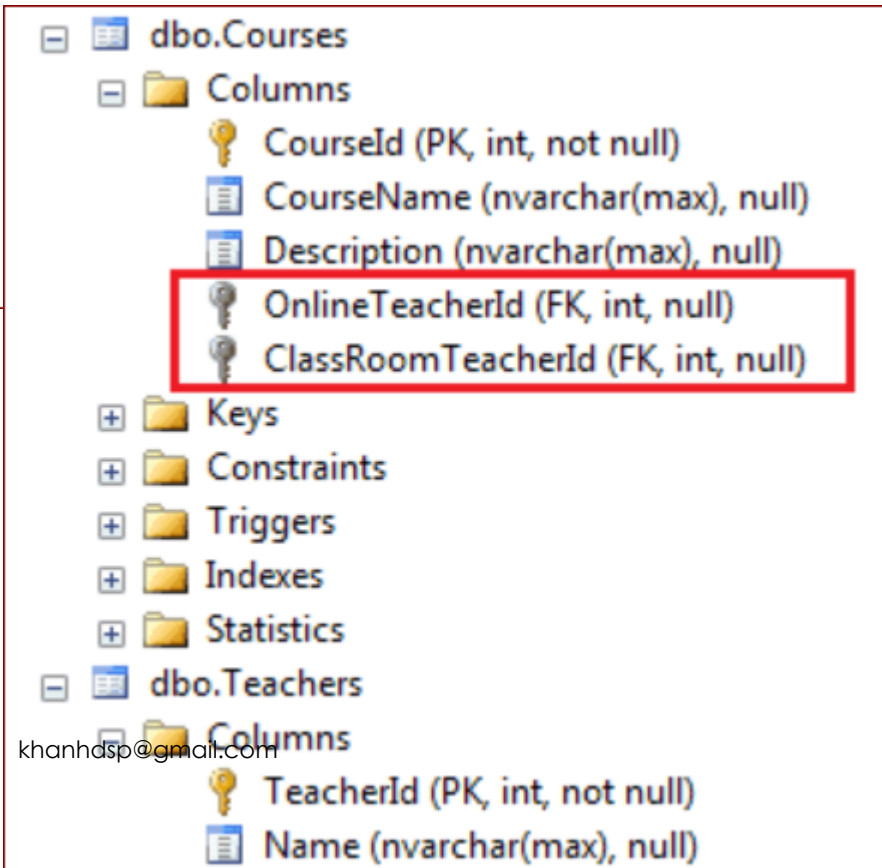 dbo.Courses
Columns
CourseId (PK, int, not null)
CourseName (nvarchar(max), null)
Description (nvarchar(max), null)
OnlineTeacherId (FK, int, null)
ClassRoomTeacherId (FK, int, null)
Keys
Constraints
Triggers
Indexes
Statistics
dbo.Teachers
Columns
khanhdsp@gmail.com
TeacherId (PK, int, not null)
Name (nvarchar(max), null)